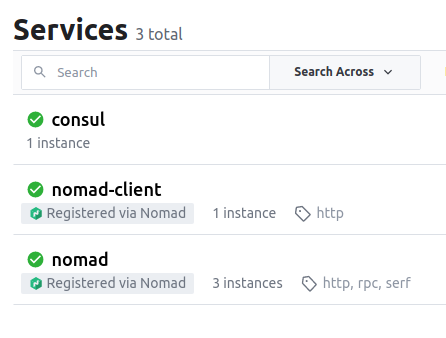 Services 3 total
Search Search Across
consul
1 instance
nomad-client
Registered via Nomad 1 instance http
nomad
Registered via Nomad 3 instances http, rpc, serf